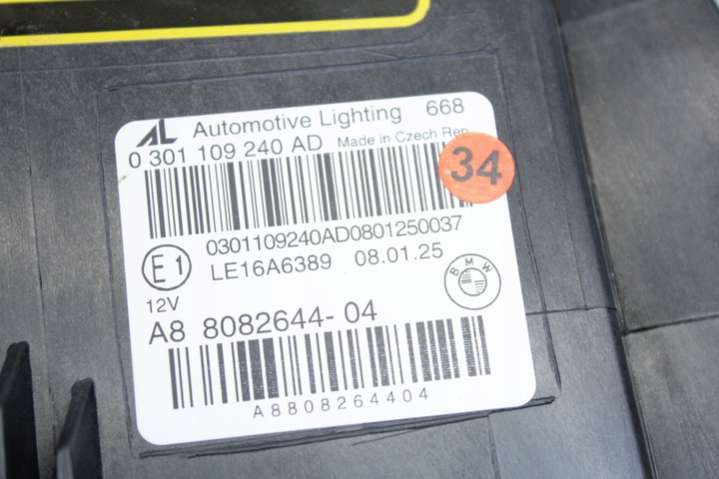 AL Automotive Lighting 668
0 301 109 240 AD Made in Czech Rep
34
0301109240AD0801250037
E1 LE16A6389 08.01.25
BMW
12V
A8 8082644-04
A8808264404